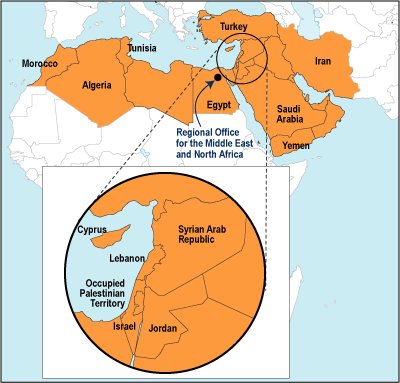 Turkey
Tunisia
Morocco
Iran
Algeria
Egypt
Saudi
Arabia
Regional Office
for the Middle East
and North Africa
Yemen
Cyprus
Syrian Arab
Republic
Lebanon
Occupied
Palestinian
Territory
Israel
Jordan